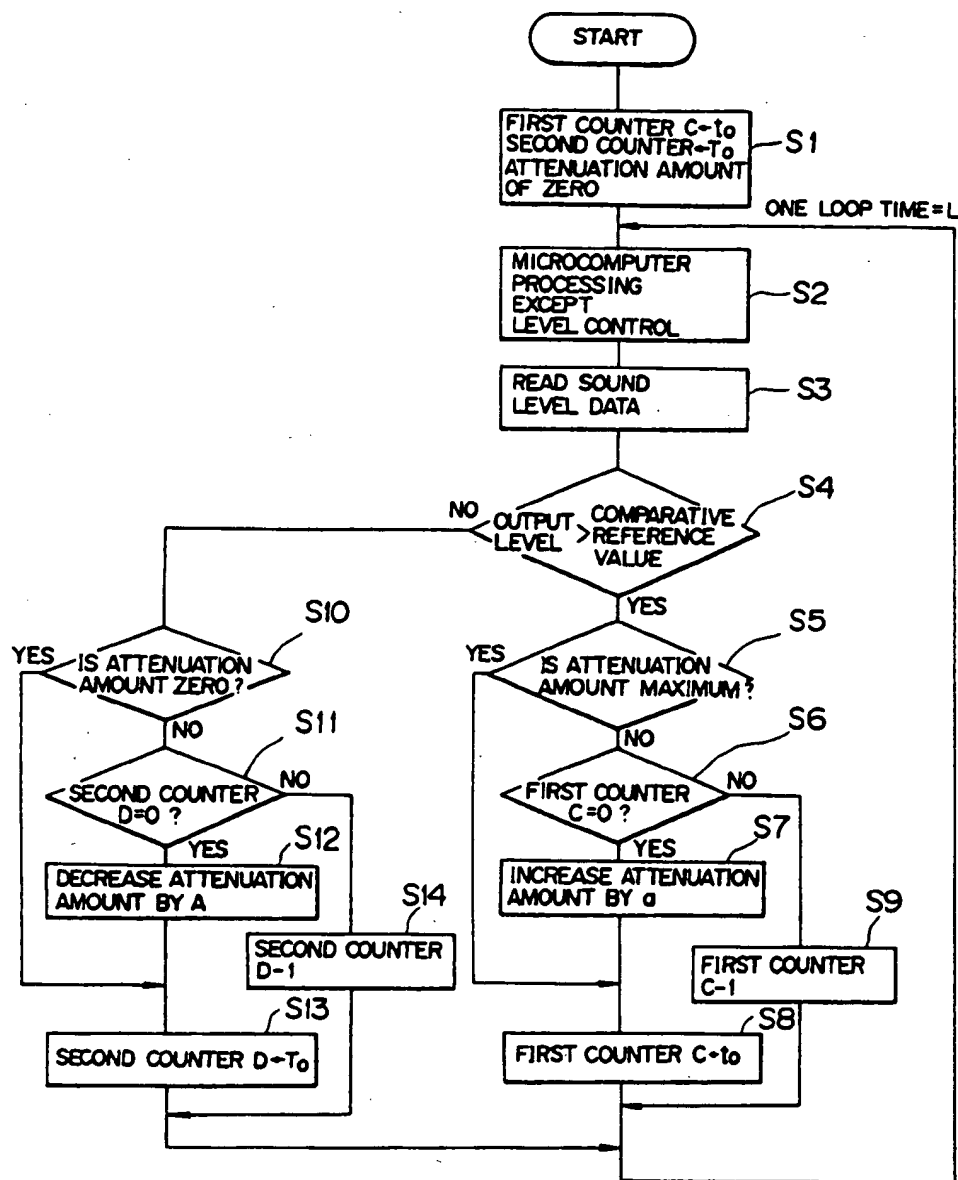 START
FIRST COUNTER C←to
SECOND COUNTER←To
ATTENUATION AMOUNT
OF ZERO
S1
ONE LOOP TIME=L
MICROCOMPUTER
PROCESSING
EXCEPT
LEVEL CONTROL
S2
READ SOUND
LEVEL DATA
S3
S4
NO
OUTPUT
LEVEL
>
COMPARATIVE
REFERENCE
VALUE
YES
S10
YES
IS ATTENUATION
AMOUNT ZERO?
NO
S5
YES
IS ATTENUATION
AMOUNT MAXIMUM?
NO
S11
NO
SECOND COUNTER
D=0?
YES
S6
NO
FIRST COUNTER
C=0?
YES
S12
DECREASE ATTENUATION
AMOUNT BY A
S7
INCREASE ATTENUATION
AMOUNT BY a
S14
SECOND COUNTER
D-1
S9
FIRST COUNTER
C-1
S13
SECOND COUNTER D←To
S8
FIRST COUNTER C←to